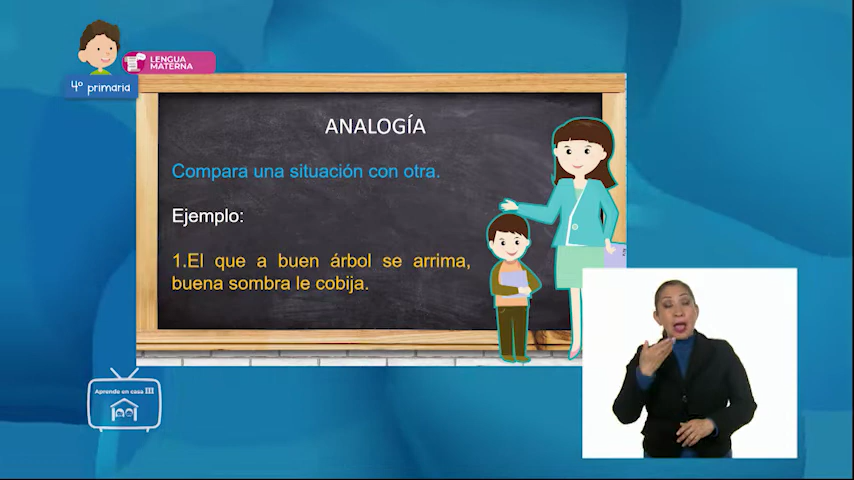 LENGUA
MATERNA
4° primaria
ANALOGÍA
Compara una situación con otra.
Ejemplo:
1.El que a buen árbol se arrima,
buena sombra le cobija.
Aprende en casa III